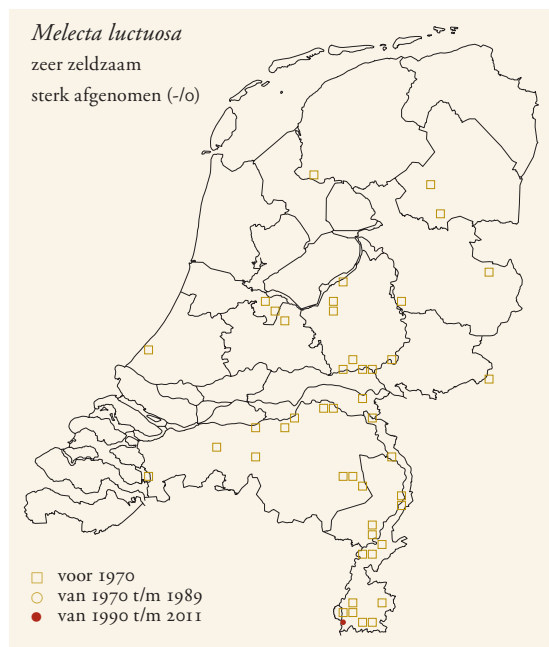 Melecta luctuosa
zeer zeldzaam
sterk afgenomen (-/0)
voor 1970
van 1970 t/m 1989
van 1990 t/m 2011